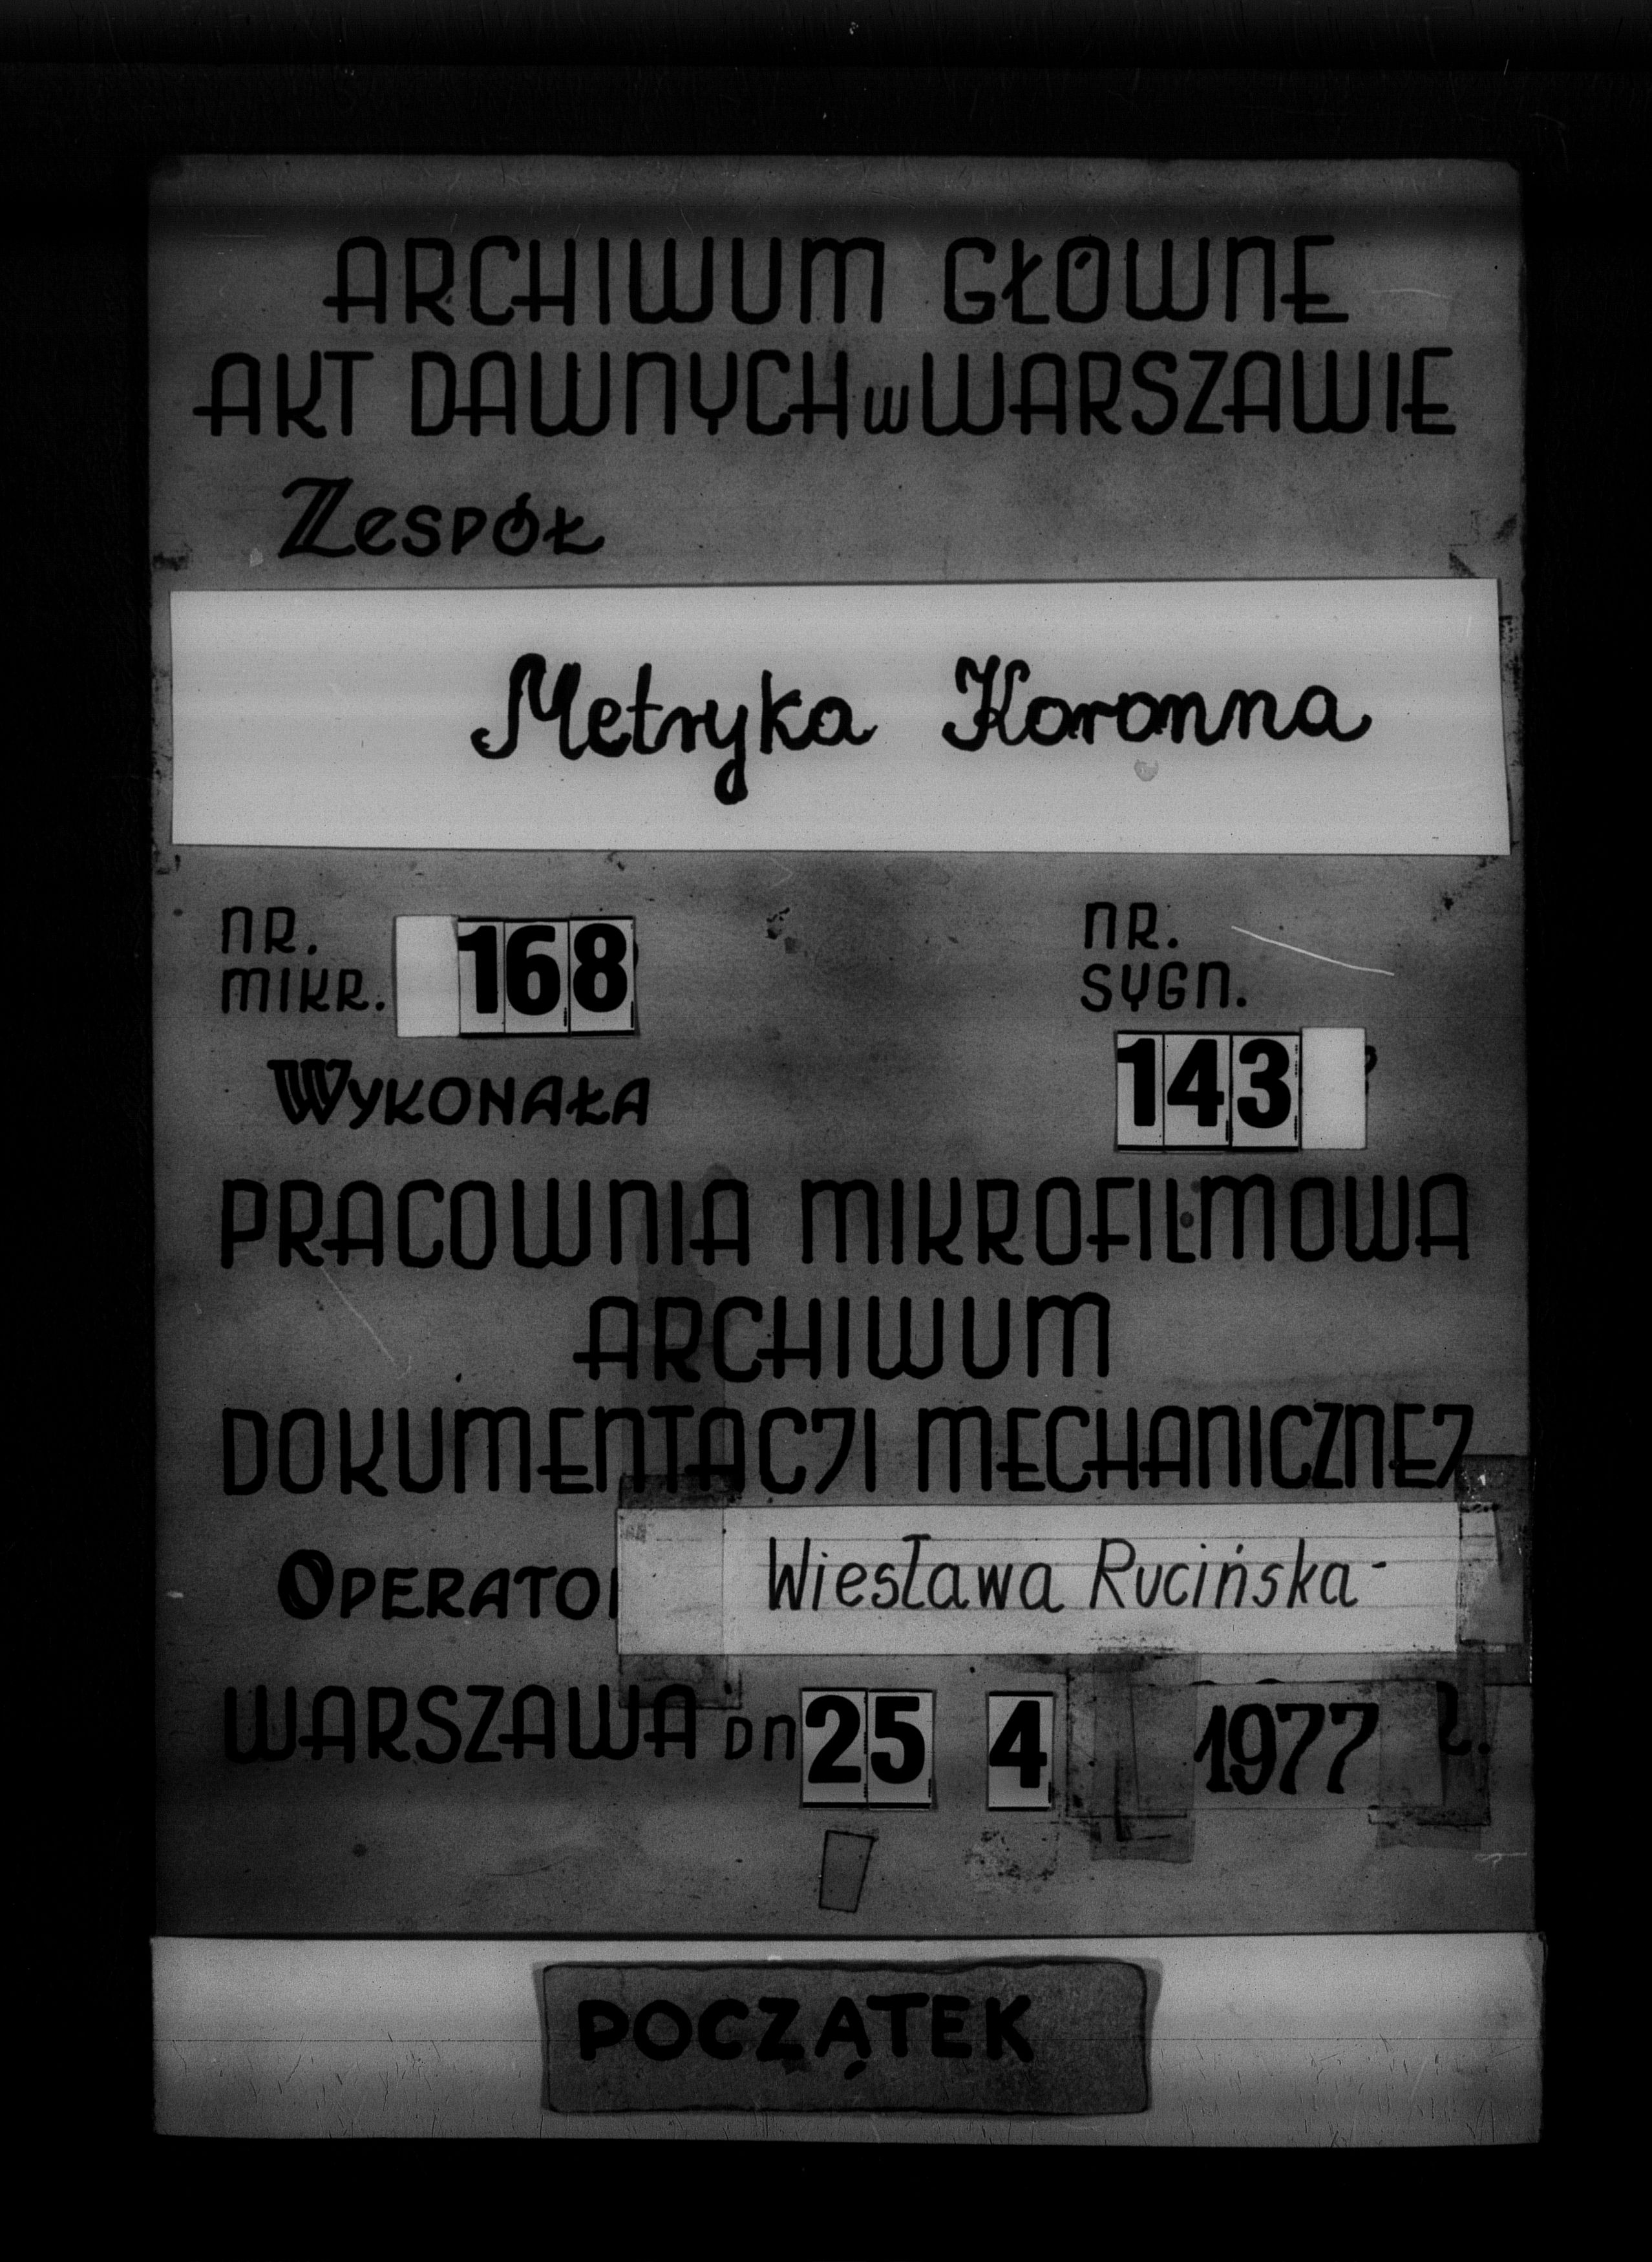 ARCHIWUM GŁÓWNE
AKT DAWNYCH w WARSZAWIE
ZESPÓŁ
Metryka Koronna
NR. MIKR. 168
NR. SYGN. 143
WYKONAŁA
PRACOWNIA MIKROFILMOWA
ARCHIWUM
DOKUMENTACJI MECHANICZNEJ
OPERATOR Wiesława Rucińska-
WARSZAWA DN 25 4 1977 r.
POCZĄTEK